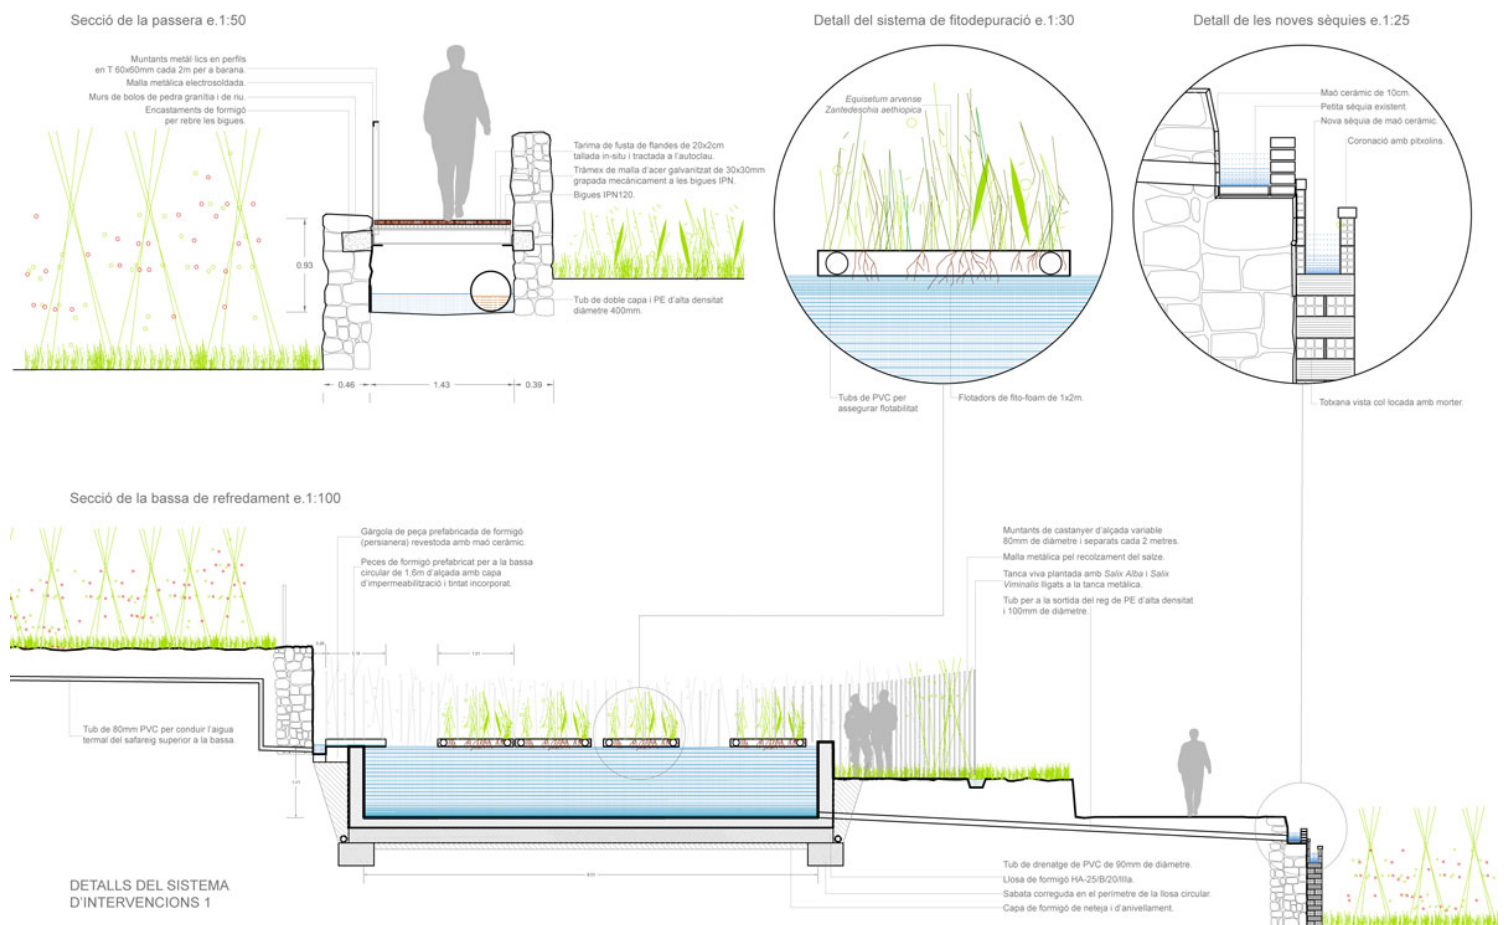 Secció de la passera e.1:50
Muntants metàl lics en perfils
en T 60x60mm cada 2m per a barana.
Malla metàlica electrosoldada.
Murs de bolos de pedra granítia i de riu.
Encastaments de formigó
per rebre les bigues.
Tarima de fusta de flandes de 20x2cm
tallada in-situ i tractada a l'autoclau.
Tràmex de malla d'acer galvanitzat de 30x30mm
grapada mecànicament a les bigues IPN.
Bigues IPN120.
0.93
Tub de doble capa i PE d'alta densitat
diàmetre 400mm.
0.46
1.43
0.39
Detall del sistema de fitodepuració e.1:30
Equisetum arvense
Zantedeschia aethiopica
Tubs de PVC per
assegurar flotabilitat
Flotadors de fito-foam de 1x2m.
Detall de les noves sèquies e.1:25
Maó ceràmic de 10cm.
Petita sèquia existent.
Nova sèquia de maó ceràmic.
Coronació amb pitxolins.
Totxana vista col locada amb morter.
Secció de la bassa de refredament e.1:100
Gàrgola de peça prefabricada de formigó
(persianera) revestoda amb maó ceràmic.
Peces de formigó prefabricat per a la bassa
circular de 1,6m d'alçada amb capa
d'impermeabilització i tintat incorporat.
Muntants de castanyer d'alçada variable
80mm de diàmetre i separats cada 2 metres.
Malla metàlica pel recolzament del salze.
Tanca viva plantada amb Salix Alba i Salix
Viminalis lligats a la tanca metàlica.
Tub per a la sortida del reg de PE d'alta densitat
i 100mm de diàmetre.
Tub de 80mm PVC per conduir l'aigua
termal del safareig superior a la bassa.
Tub de drenatge de PVC de 90mm de diàmetre.
Llosa de formigó HA-25/B/20/IIIa.
Sabata correguda en el perímetre de la llosa circular.
Capa de formigó de neteja i d'anivellament.
DETALLS DEL SISTEMA
D'INTERVENCIONS 1